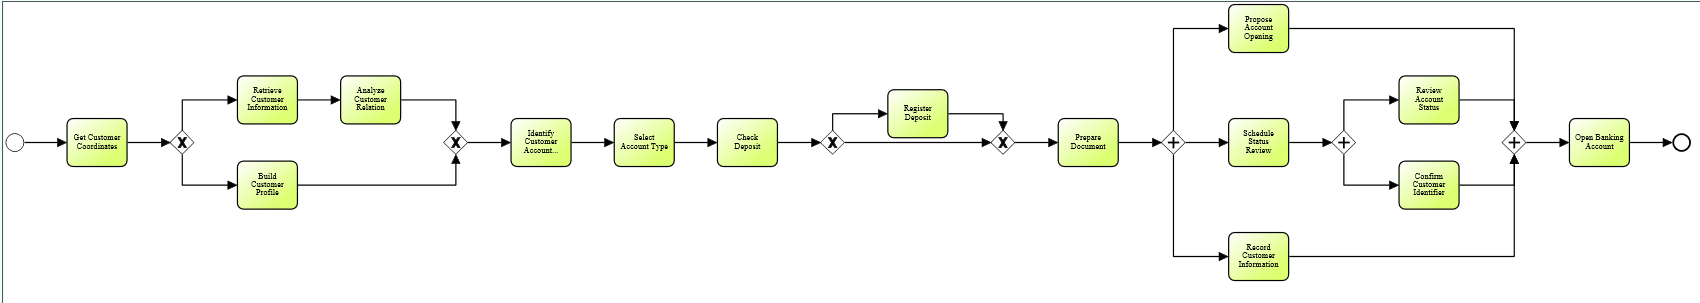 Get Customer
Coordinates
Retrieve
Customer
Information
Analyze
Customer
Relation
Build
Customer
Profile
Identify
Customer
Account...
Select
Account Type
Check
Deposit
Register
Deposit
Prepare
Document
Propose
Account
Opening
Schedule
Status
Review
Record
Customer
Information
Review
Account
Status
Confirm
Customer
Identifier
Open Banking
Account